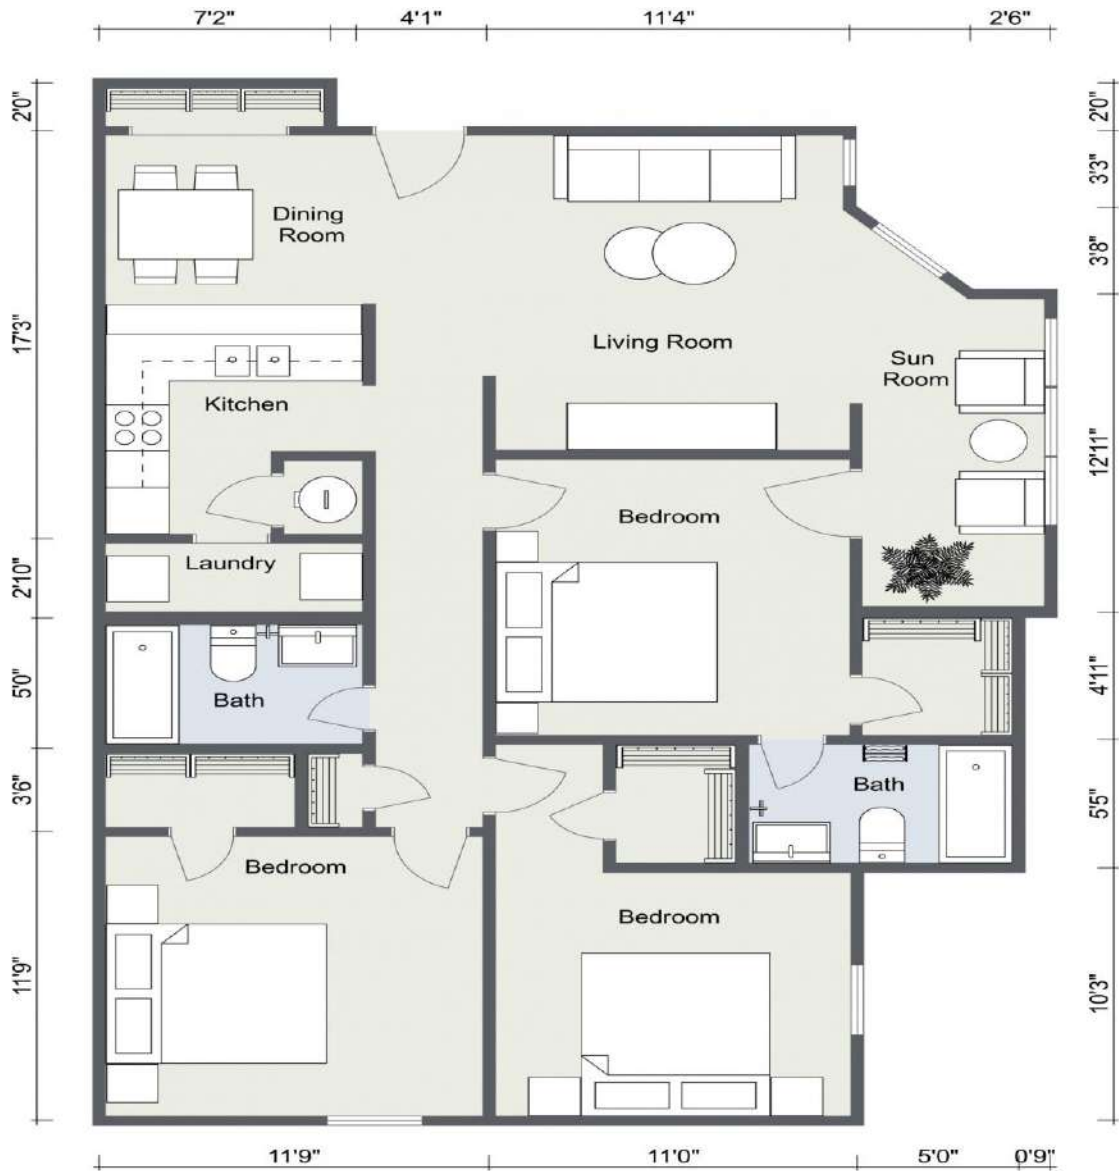 7'2" 4'1" 11'4" 2'6"
2'0"
17'3"
2'10"
5'0"
3'6"
11'9"
Dining
Room
Living Room
Sun
Room
Kitchen
Bedroom
Laundry
Bath
Bath
Bedroom
Bedroom
2'0"
3'3"
3'8"
12'11"
4'11"
5'5"
10'3"
11'9" 11'0" 5'0" 0'9"